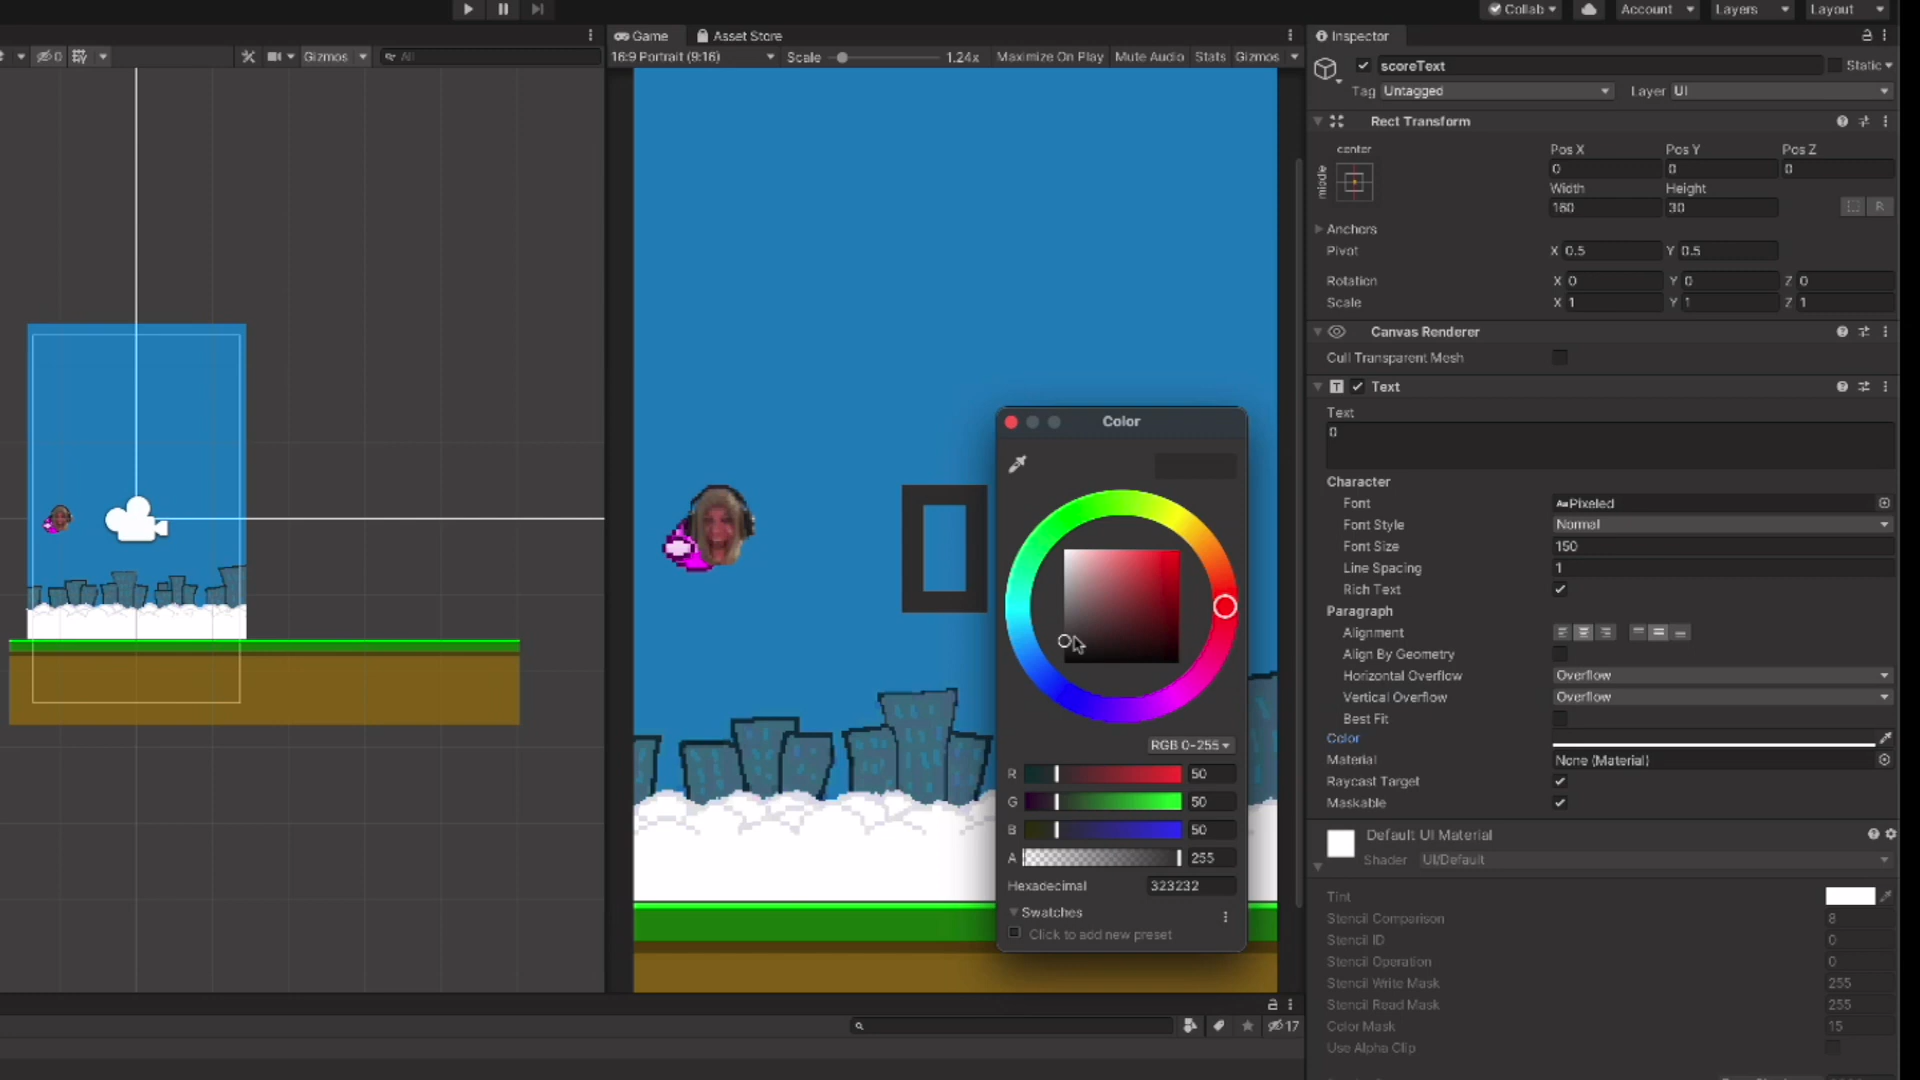 Collab
Account
Layers
Layout
Game
Asset Store
Inspector
0
Gizmos
All
16:9 Portrait (9:16)
Scale
1.24x
Maximize On Play
Mute Audio
Stats
Gizmos
scoreText
Static
Tag
Untagged
Layer
UI
Rect Transform
center
middle
Pos X
Pos Y
Pos Z
0
0
0
Width
Height
160
30
R
Anchors
Pivot
X 0.5
Y 0.5
Rotation
X 0
Y 0
Z 0
Scale
X 1
Y 1
Z 1
Canvas Renderer
Cull Transparent Mesh
Text
Text
0
Character
Font
Aa Pixeled
Font Style
Normal
Font Size
150
Line Spacing
1
Rich Text
Paragraph
Alignment
Align By Geometry
Horizontal Overflow
Overflow
Vertical Overflow
Overflow
Best Fit
Color
Material
None (Material)
Raycast Target
Maskable
Default UI Material
Shader
UI/Default
Tint
Stencil Comparison
8
Stencil ID
0
Stencil Operation
0
Stencil Write Mask
255
Stencil Read Mask
255
Color Mask
15
Use Alpha Clip
0
Color
RGB 0-255
R
50
G
50
B
50
A
255
Hexadecimal
323232
Swatches
Click to add new preset
17